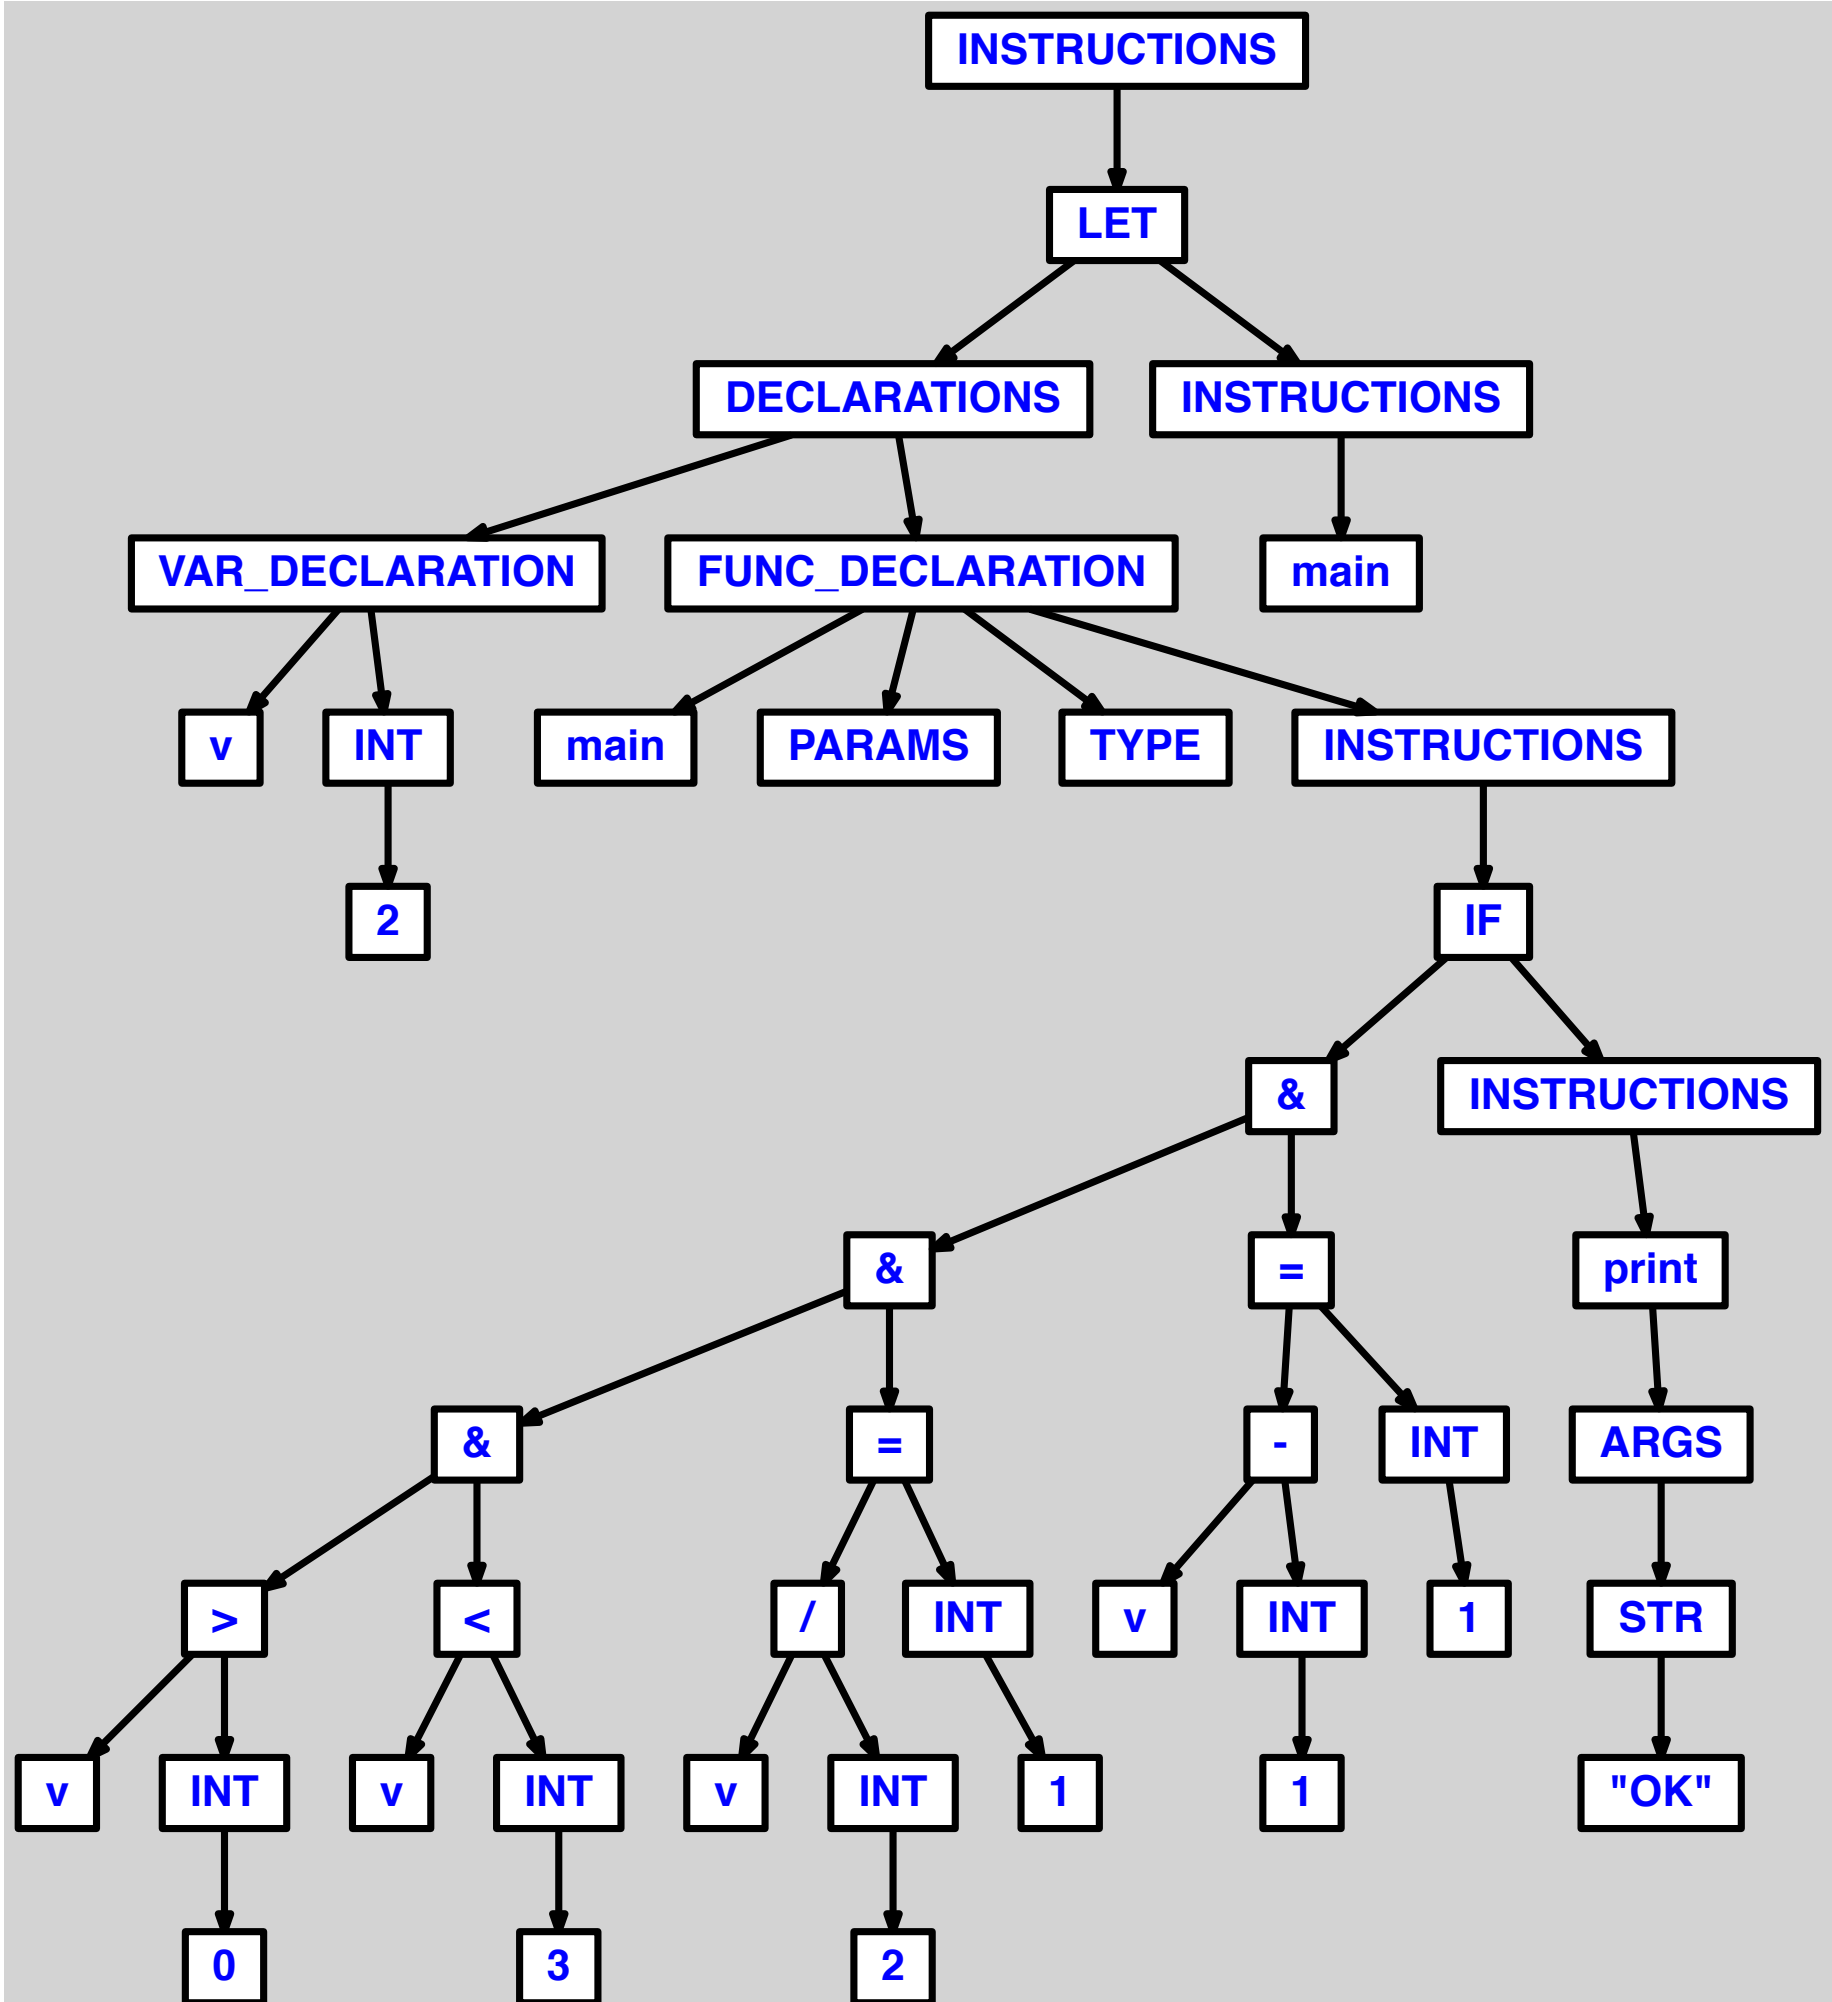 INSTRUCTIONS
LET
DECLARATIONS
INSTRUCTIONS
VAR_DECLARATION
FUNC_DECLARATION
main
v
INT
main
PARAMS
TYPE
INSTRUCTIONS
2
IF
&
INSTRUCTIONS
&
=
print
&
=
-
INT
ARGS
>
<
/
INT
v
INT
1
STR
v
INT
v
INT
v
INT
1
1
"OK"
0
3
2